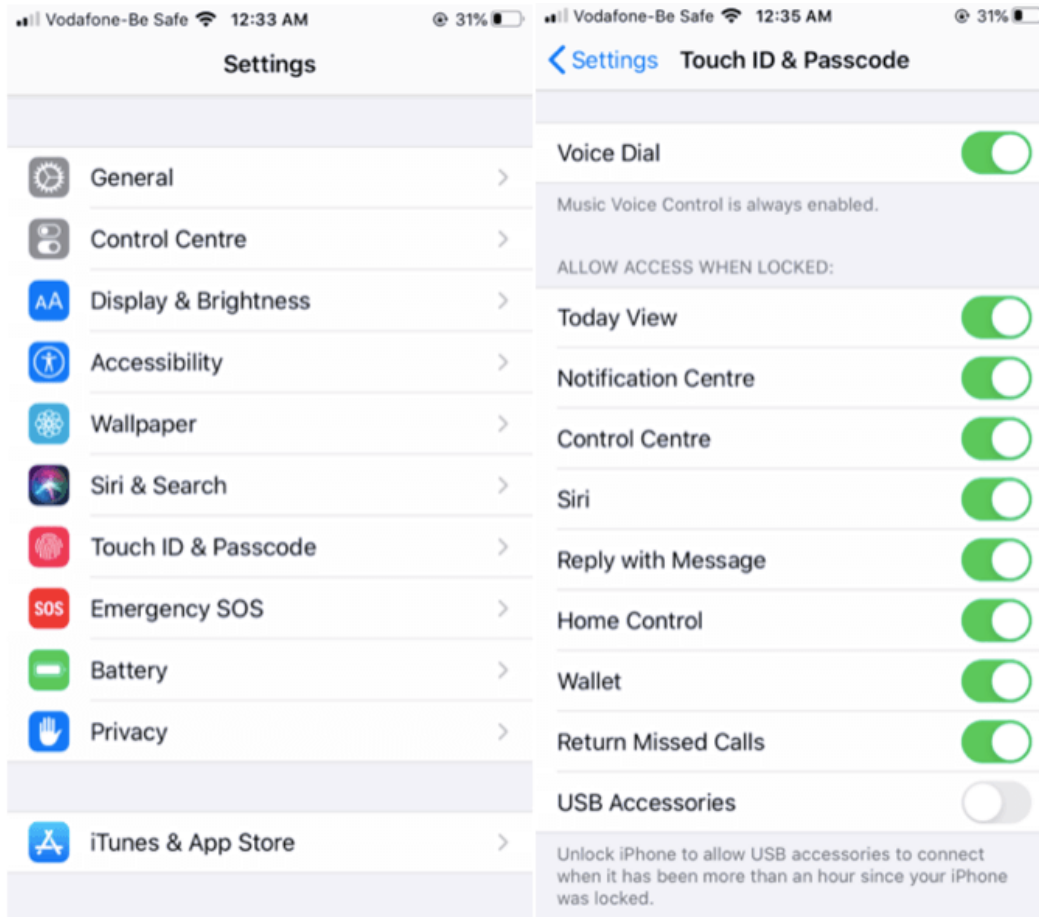 Vodafone-Be Safe 12:33 AM 31%
Settings
General
Control Centre
AA Display & Brightness
Accessibility
Wallpaper
Siri & Search
Touch ID & Passcode
SOS Emergency SOS
Battery
Privacy
iTunes & App Store
Vodafone-Be Safe 12:35 AM 31%
Settings Touch ID & Passcode
Voice Dial
Music Voice Control is always enabled.
ALLOW ACCESS WHEN LOCKED:
Today View
Notification Centre
Control Centre
Siri
Reply with Message
Home Control
Wallet
Return Missed Calls
USB Accessories
Unlock iPhone to allow USB accessories to connect
when it has been more than an hour since your iPhone
was locked.